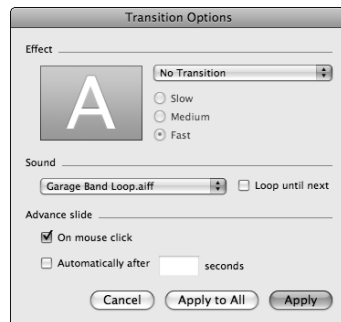 Transition Options
Effect
A
No Transition
Slow
Medium
Fast
Sound
Garage Band Loop.aiff
Loop until next
Advance slide
On mouse click
Automatically after seconds
Cancel Apply to All Apply